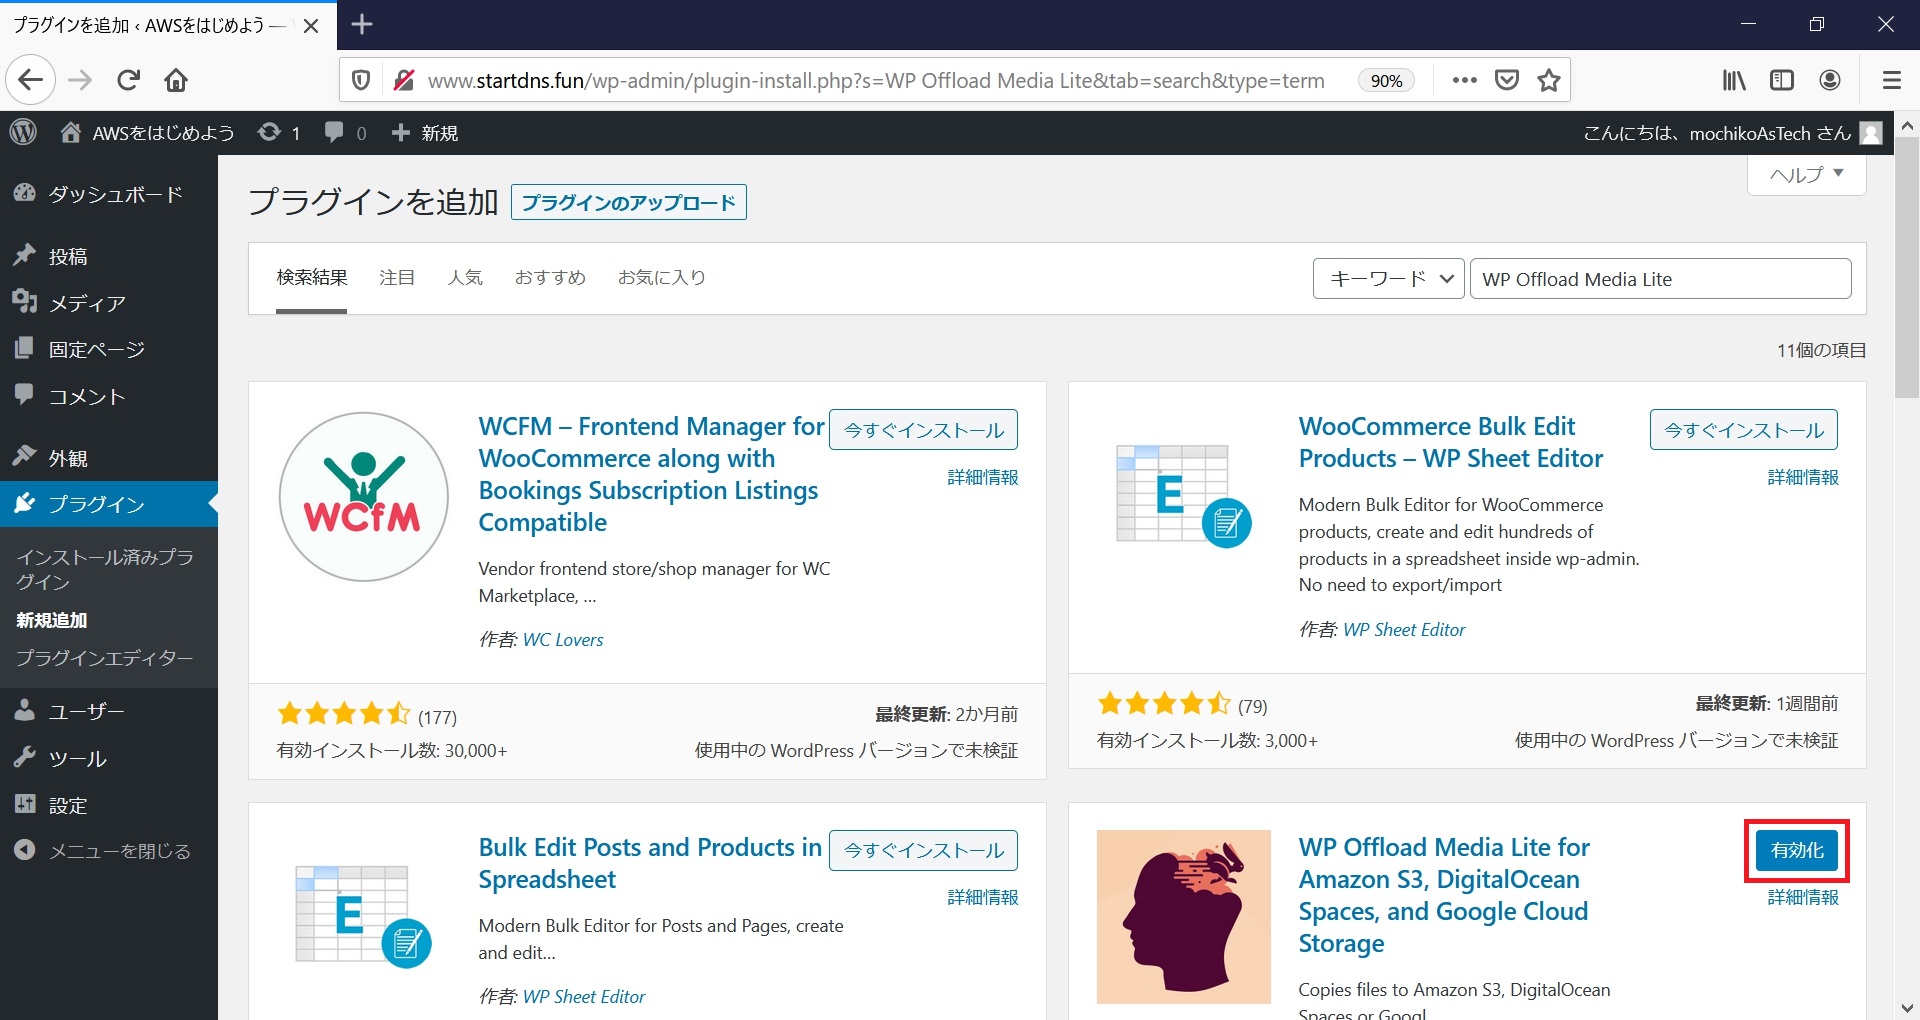 プラグインを追加 ‹ AWSをはじめよう —
www.startdns.fun/wp-admin/plugin-install.php?s=WP Offload Media Lite&tab=search&type=term
90%
AWSをはじめよう
1
0
新規
こんにちは、mochikoAsTech さん
ダッシュボード
投稿
メディア
固定ページ
コメント
外観
プラグイン
インストール済みプラ
グイン
新規追加
プラグインエディター
ユーザー
ツール
設定
メニューを閉じる
プラグインを追加
プラグインのアップロード
ヘルプ
検索結果
注目
人気
おすすめ
お気に入り
キーワード
WP Offload Media Lite
11個の項目
WCFM
WCFM – Frontend Manager for
WooCommerce along with
Bookings Subscription Listings
Compatible
今すぐインストール
詳細情報
Vendor frontend store/shop manager for WC
Marketplace, ...
作者: WC Lovers
(177)
最終更新: 2か月前
有効インストール数: 30,000+
使用中の WordPress バージョンで未検証
E
WooCommerce Bulk Edit
Products – WP Sheet Editor
今すぐインストール
詳細情報
Modern Bulk Editor for WooCommerce
products, create and edit hundreds of
products in a spreadsheet inside wp-admin.
No need to export/import
作者: WP Sheet Editor
(79)
最終更新: 1週間前
有効インストール数: 3,000+
使用中の WordPress バージョンで未検証
E
Bulk Edit Posts and Products in
Spreadsheet
今すぐインストール
詳細情報
Modern Bulk Editor for Posts and Pages, create
and edit...
作者: WP Sheet Editor
WP Offload Media Lite for
Amazon S3, DigitalOcean
Spaces, and Google Cloud
Storage
有効化
詳細情報
Copies files to Amazon S3, DigitalOcean
Spaces or Googl